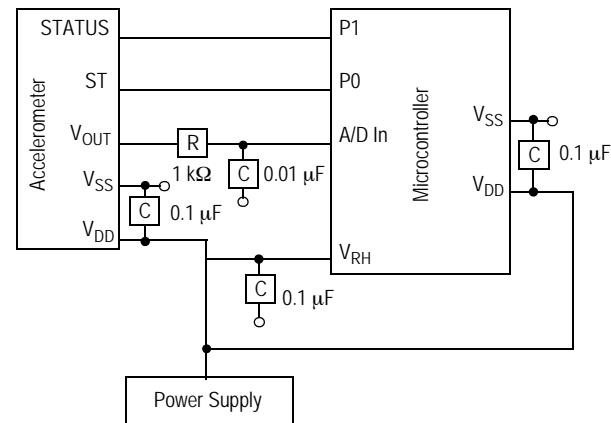 STATUS
ST
V_OUT
V_SS
V_DD
Accelerometer
R
1 kΩ
C
0.01 µF
C
0.1 µF
P1
P0
A/D In
V_RH
Microcontroller
V_SS
V_DD
C
0.1 µF
C
0.1 µF
Power Supply